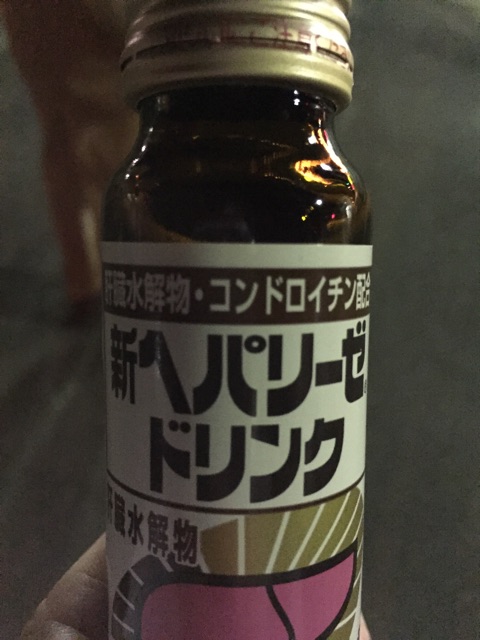 肝臓水解物・コンドロイチン配合
新ヘパリーゼ
ドリンク
肝臓水解物